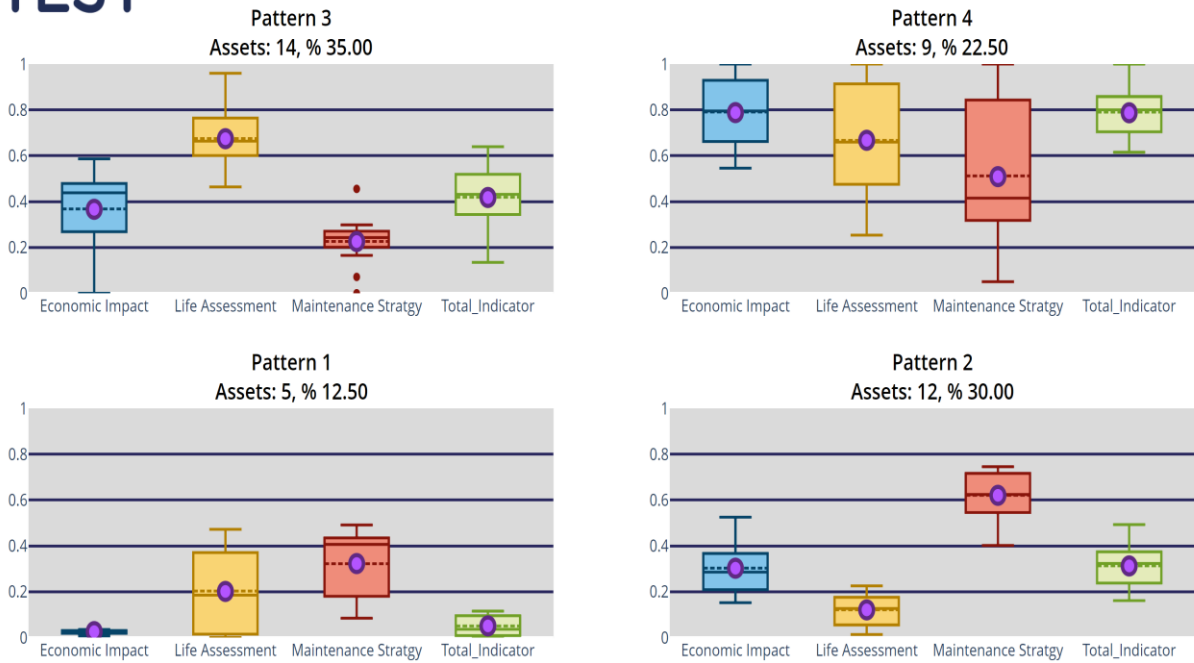 TEST
Pattern 3
Assets: 14, % 35.00
1
0.8
0.6
0.4
0.2
0
Economic Impact Life Assessment Maintenance Stratgy Total_Indicator
Pattern 4
Assets: 9, % 22.50
1
0.8
0.6
0.4
0.2
0
Economic Impact Life Assessment Maintenance Stratgy Total_Indicator
Pattern 1
Assets: 5, % 12.50
1
0.8
0.6
0.4
0.2
0
Economic Impact Life Assessment Maintenance Stratgy Total_Indicator
Pattern 2
Assets: 12, % 30.00
1
0.8
0.6
0.4
0.2
0
Economic Impact Life Assessment Maintenance Stratgy Total_Indicator